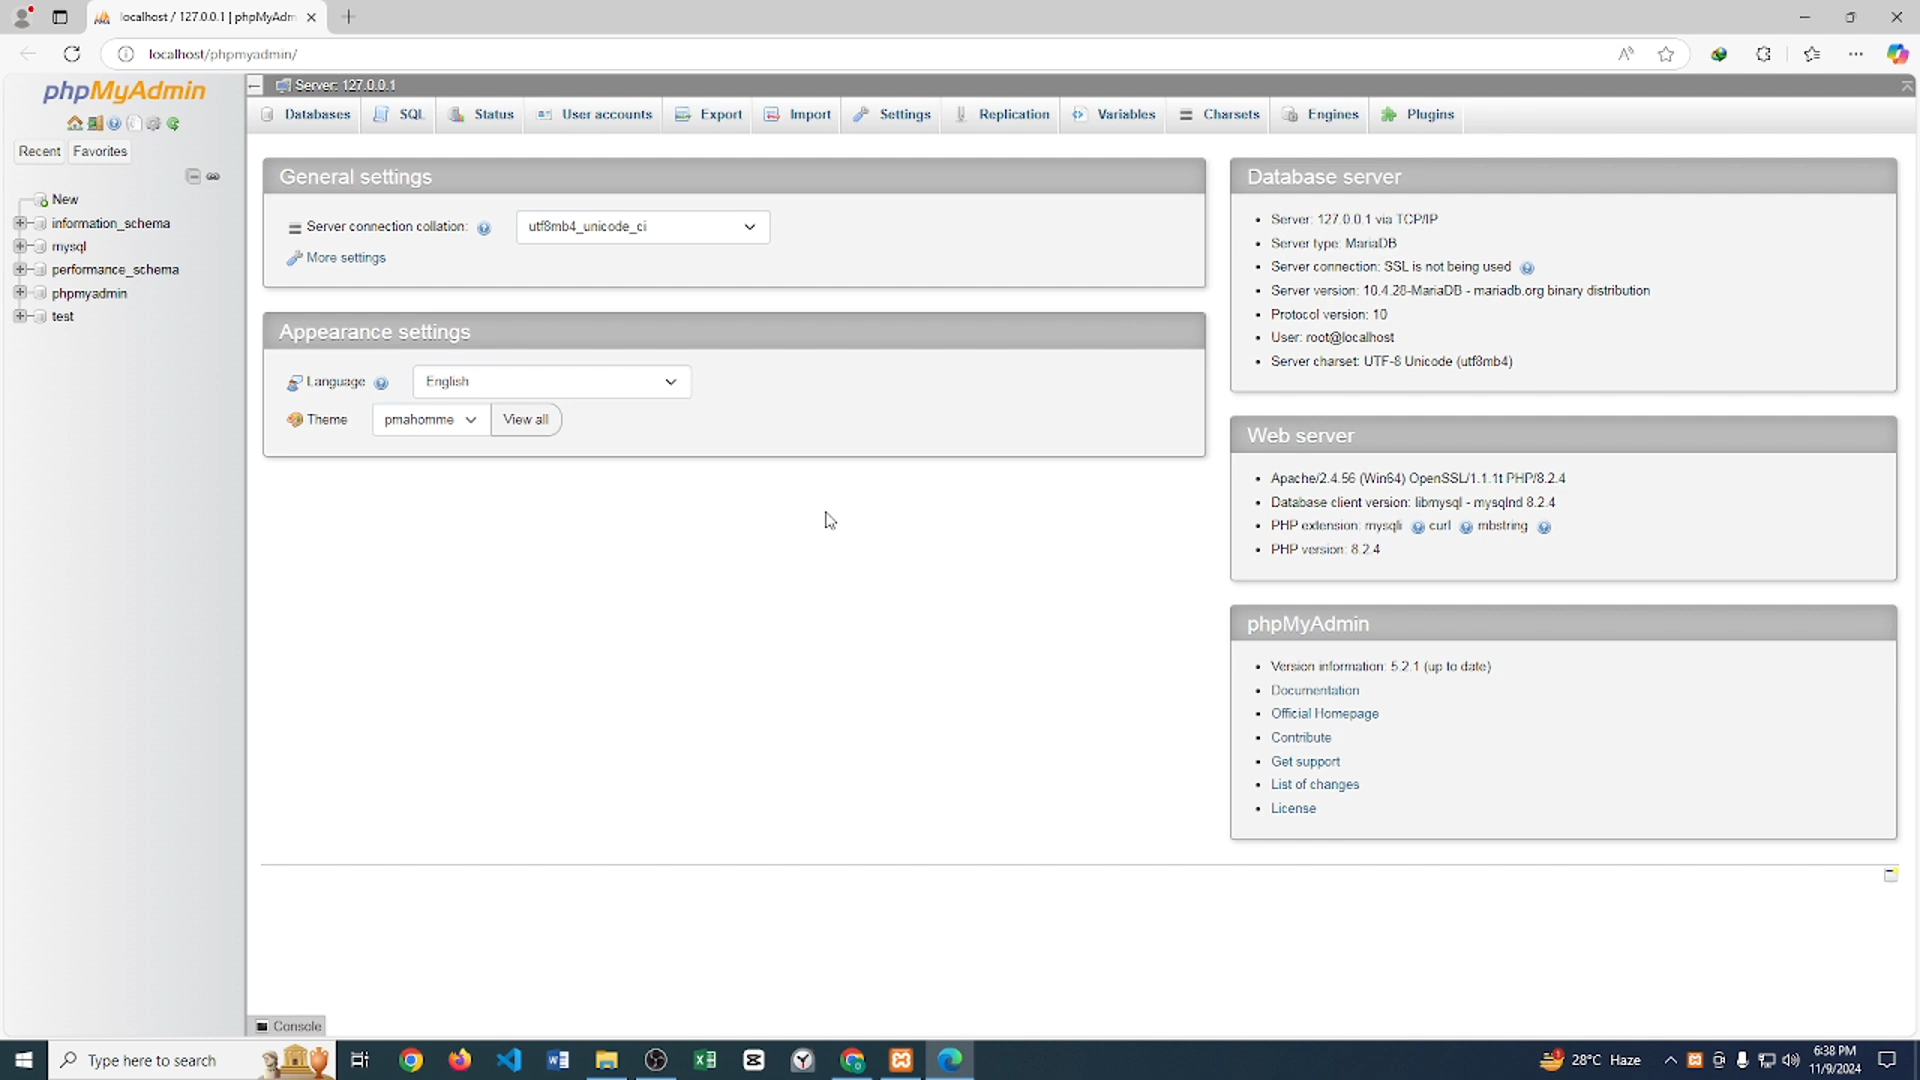 localhost / 127.0.0.1 | phpMyAdm
localhost/phpmyadmin/
phpMyAdmin
Recent Favorites
New
information_schema
mysql
performance_schema
phpmyadmin
test
Server: 127.0.0.1
Databases SQL Status User accounts Export Import Settings Replication Variables Charsets Engines Plugins
General settings
Server connection collation: utf8mb4_unicode_ci
More settings
Appearance settings
Language English
Theme pmahomme View all
Database server
• Server: 127.0.0.1 via TCP/IP
• Server type: MariaDB
• Server connection: SSL is not being used
• Server version: 10.4.28-MariaDB - mariadb.org binary distribution
• Protocol version: 10
• User: root@localhost
• Server charset: UTF-8 Unicode (utf8mb4)
Web server
• Apache/2.4.56 (Win64) OpenSSL/1.1.1t PHP/8.2.4
• Database client version: libmysql - mysqlnd 8.2.4
• PHP extension: mysqli curl mbstring
• PHP version: 8.2.4
phpMyAdmin
• Version information: 5.2.1 (up to date)
• Documentation
• Official Homepage
• Contribute
• Get support
• List of changes
• License
Console
Type here to search
28°C Haze
6:38 PM
11/9/2024